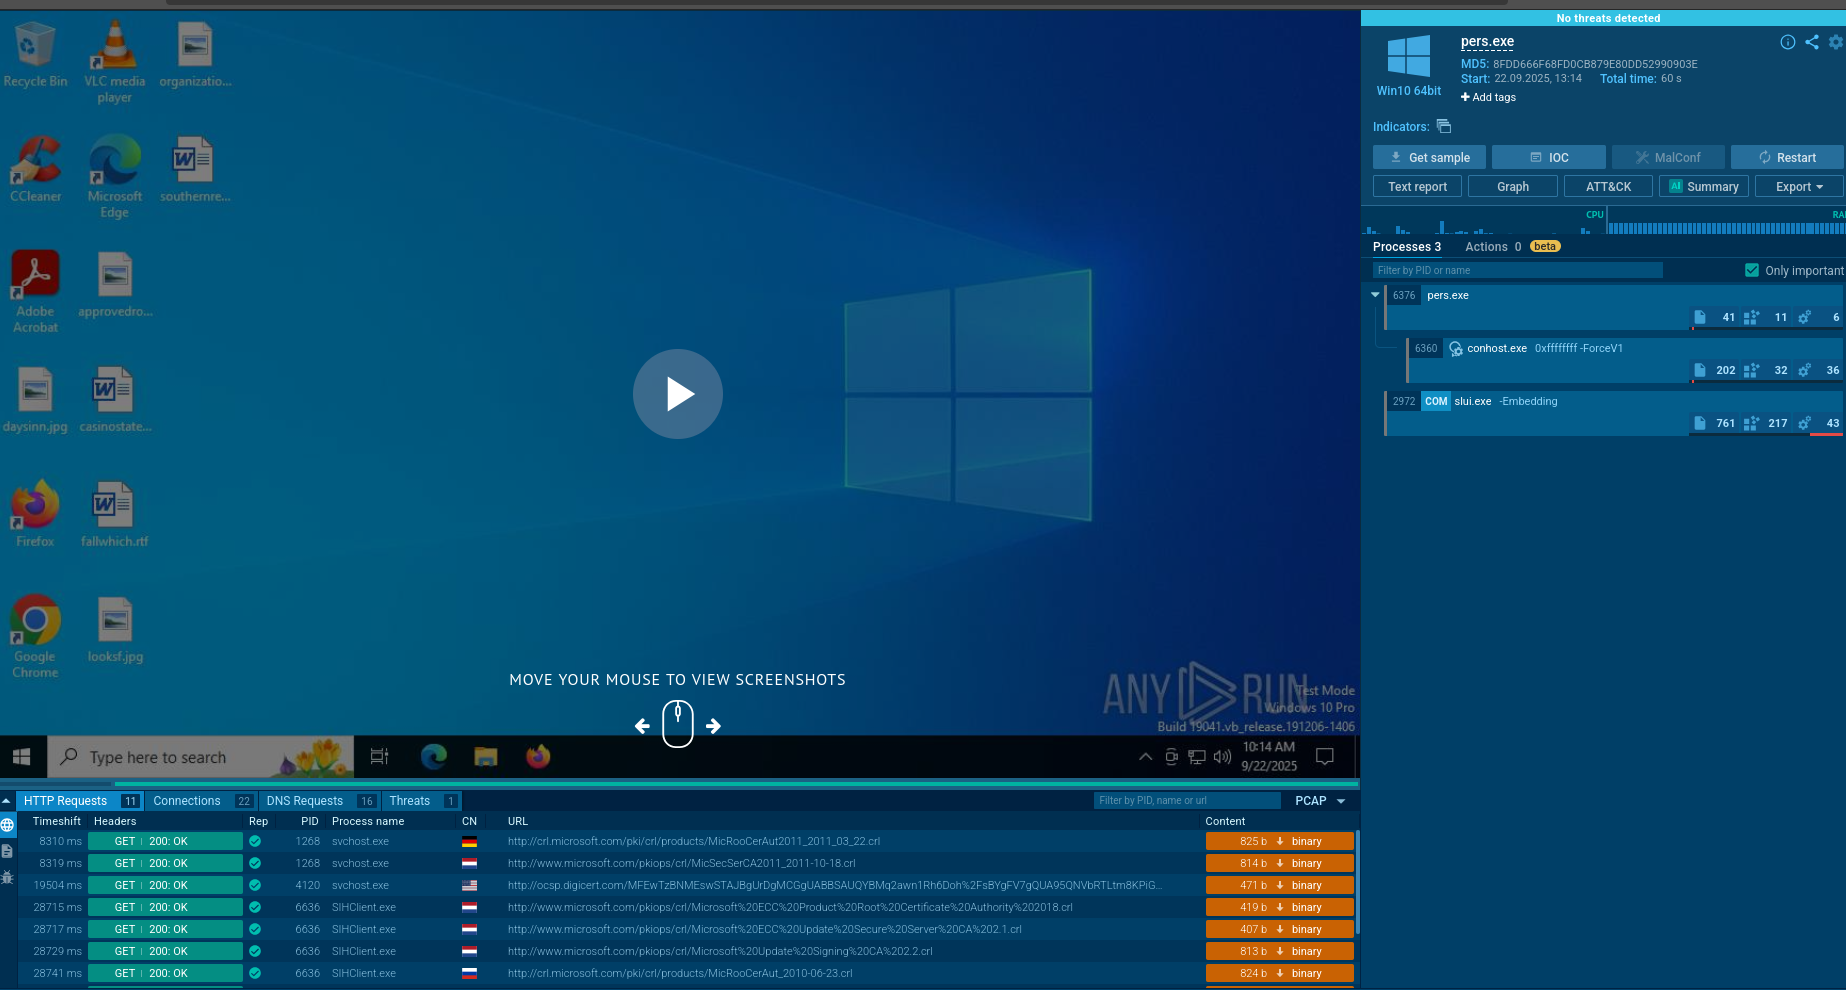 No threats detected
pers.exe
MD5: 8FDD666F68FD0CB879E80DD52990903E
Start: 22.09.2025, 13:14 Total time: 60 s
Win10 64bit
Add tags
Indicators:
Get sample IOC MalConf Restart
Text report Graph ATT&CK AI Summary Export
CPU
Processes 3 Actions 0 beta
Filter by PID or name Only important
6376 pers.exe
41 11 6
6360 conhost.exe 0xffffffff -ForceV1
202 32 36
2972 COM slui.exe -Embedding
761 217 43
Recycle Bin
VLC media player
organizatio...
CCleaner
Microsoft Edge
southernre...
Adobe Acrobat
approvedro...
daysinn.jpg
casinostate...
Firefox
fallwhich.rtf
Google Chrome
looksf.jpg
MOVE YOUR MOUSE TO VIEW SCREENSHOTS
ANY RUN
Test Mode
Windows 10 Pro
Build 19041.vb_release.191206-1406
Type here to search
10:14 AM
9/22/2025
HTTP Requests 11 Connections 22 DNS Requests 16 Threats 1 Filter by PID, name or url PCAP
Timeshift Headers Rep PID Process name CN URL Content
8310 ms GET 200: OK 1268 svchost.exe http://crl.microsoft.com/pki/crl/products/MicRooCerAut2011_2011_03_22.crl 825 b binary
8319 ms GET 200: OK 1268 svchost.exe http://www.microsoft.com/pkiops/crl/MicSecSerCA2011_2011-10-18.crl 814 b binary
19504 ms GET 200: OK 4120 svchost.exe http://ocsp.digicert.com/MFEwTzBNMEswSTAJBgUrDgMCGgUABBSAUQYBMq2awn1Rh6Doh%2FsBYgFV7gQUA95QNVbRTLtm8KPiG... 471 b binary
28715 ms GET 200: OK 6636 SIHClient.exe http://www.microsoft.com/pkiops/crl/Microsoft%20ECC%20Product%20Root%20Certificate%20Authority%202018.crl 419 b binary
28717 ms GET 200: OK 6636 SIHClient.exe http://www.microsoft.com/pkiops/crl/Microsoft%20ECC%20Update%20Secure%20Server%20CA%202.1.crl 407 b binary
28729 ms GET 200: OK 6636 SIHClient.exe http://www.microsoft.com/pkiops/crl/Microsoft%20Update%20Signing%20CA%202.2.crl 813 b binary
28741 ms GET 200: OK 6636 SIHClient.exe http://crl.microsoft.com/pki/crl/products/MicRooCerAut_2010-06-23.crl 824 b binary